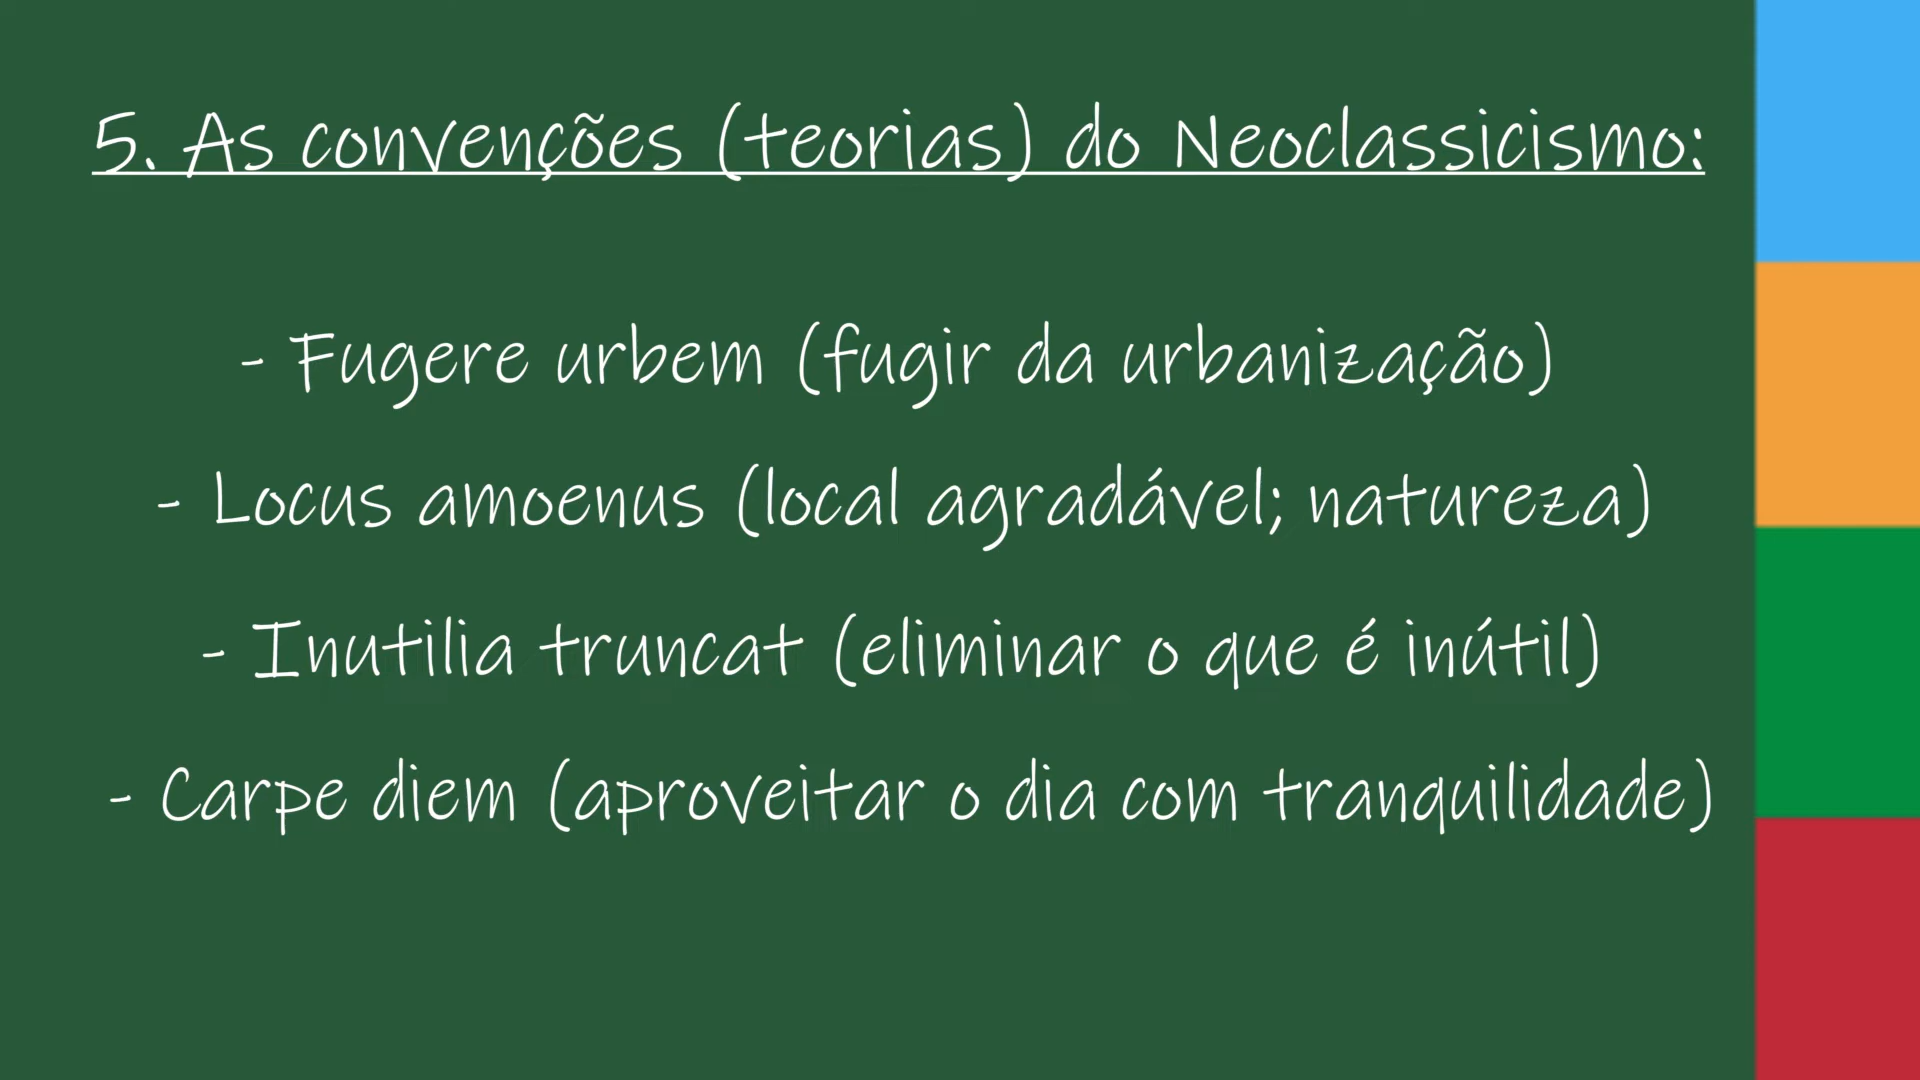 5. As convenções (teorias) do Neoclassicismo:
- Fugere urbem (fugir da urbanização)
- Locus amoenus (local agradável; natureza)
- Inutilia truncat (eliminar o que é inútil)
- Carpe diem (aproveitar o dia com tranquilidade)